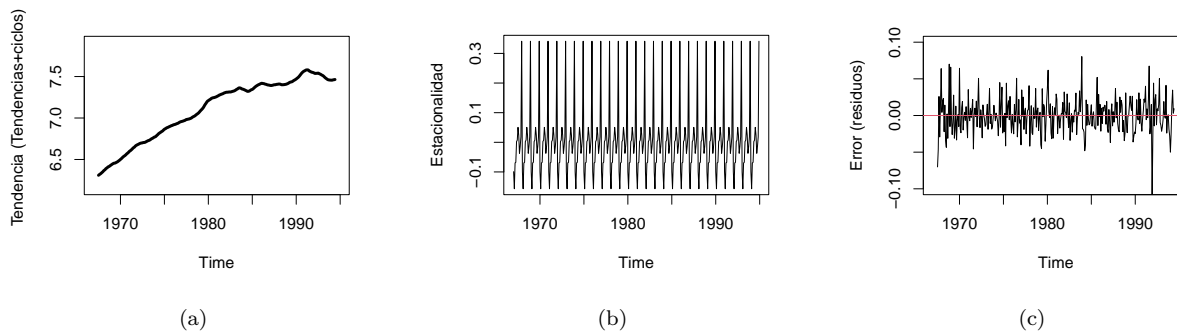 Tendencia (Tendencias+ciclos)
7.5
7.0
6.5
1970
1980
1990
Time
(a)
Estacionalidad
0.3
0.1
−0.1
1970
1980
1990
Time
(b)
Error (residuos)
0.10
0.00
−0.10
1970
1980
1990
Time
(c)